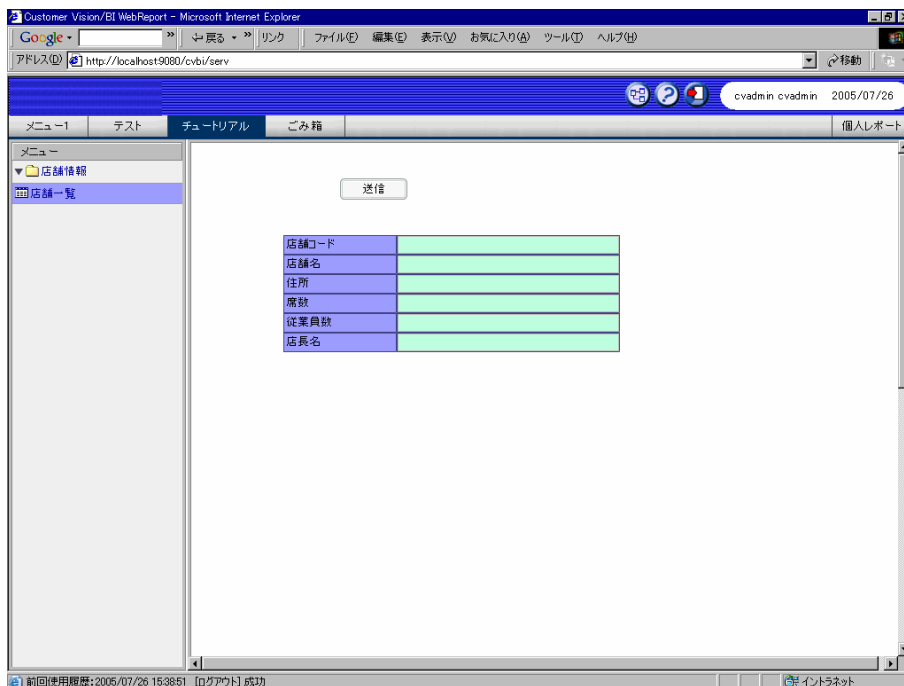 Customer Vision/BI WebReport - Microsoft Internet Explorer
Google
戻る
リンク
ファイル(F) 編集(E) 表示(V) お気に入り(A) ツール(T) ヘルプ(H)
アドレス(D) http://localhost:9080/cvbi/serv 移動
cvadmin cvadmin 2005/07/26
メニュー1 テスト チュートリアル ごみ箱 個人レポート
メニュー
店舗情報
店舗一覧
送信
店舗コード
店舗名
住所
席数
従業員数
店長名
前回使用履歴:2005/07/26 15:38:51 [ログアウト] 成功 イントラネット